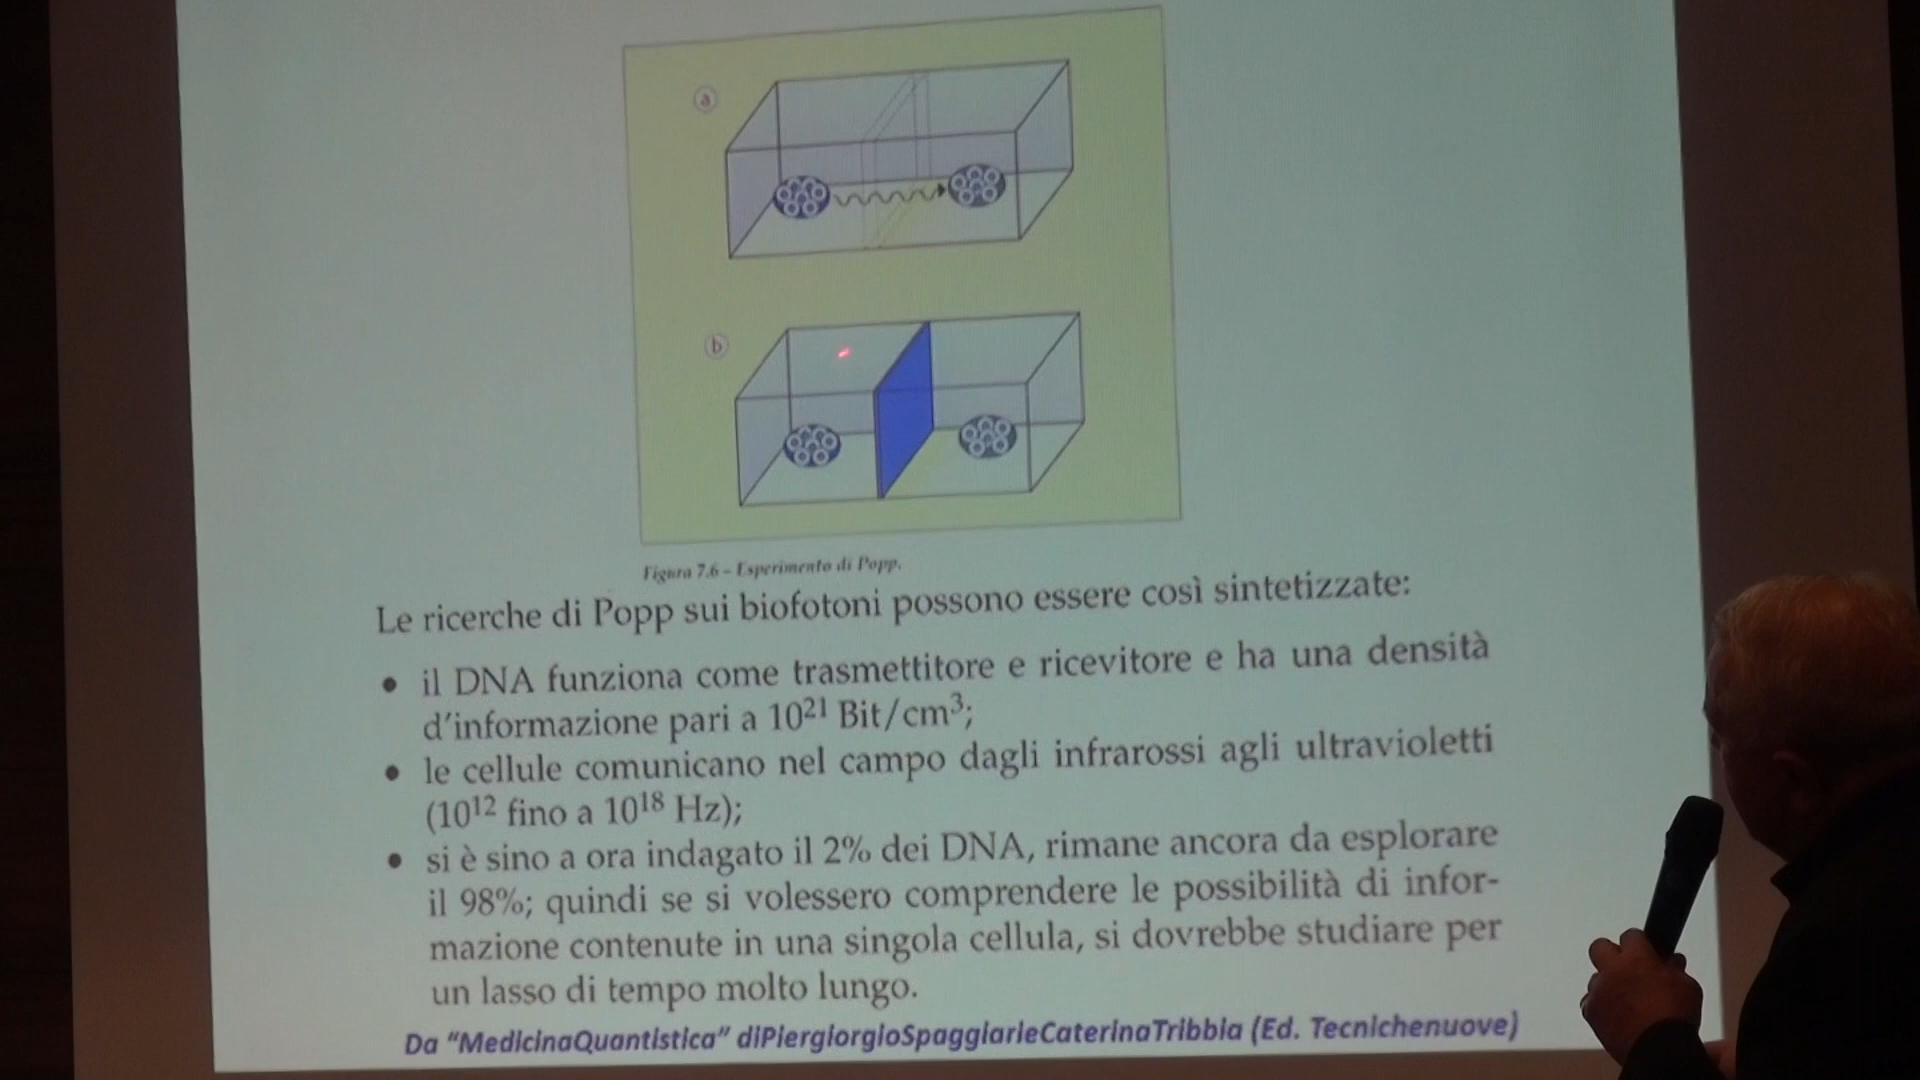 a
b
Figura 7.6 – Esperimento di Popp.
Le ricerche di Popp sui biofotoni possono essere così sintetizzate:
• il DNA funziona come trasmettitore e ricevitore e ha una densità
d'informazione pari a 10²¹ Bit/cm³;
• le cellule comunicano nel campo dagli infrarossi agli ultravioletti
(10¹² fino a 10¹⁸ Hz);
• si è sino a ora indagato il 2% dei DNA, rimane ancora da esplorare
il 98%; quindi se si volessero comprendere le possibilità di infor-
mazione contenute in una singola cellula, si dovrebbe studiare per
un lasso di tempo molto lungo.
Da "MedicinaQuantistica" diPiergiorgioSpaggiarieCaterinaTribbia (Ed. Tecnichenuove)